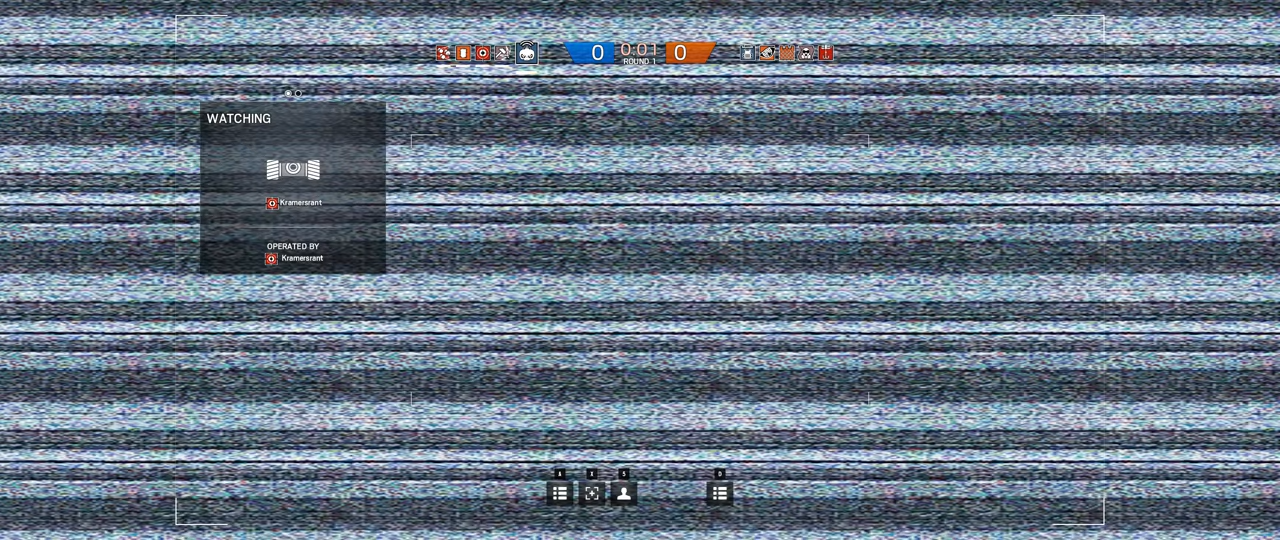 0 0:01 0
ROUND 1
WATCHING
Kramersrant
OPERATED BY
Kramersrant
A X S D